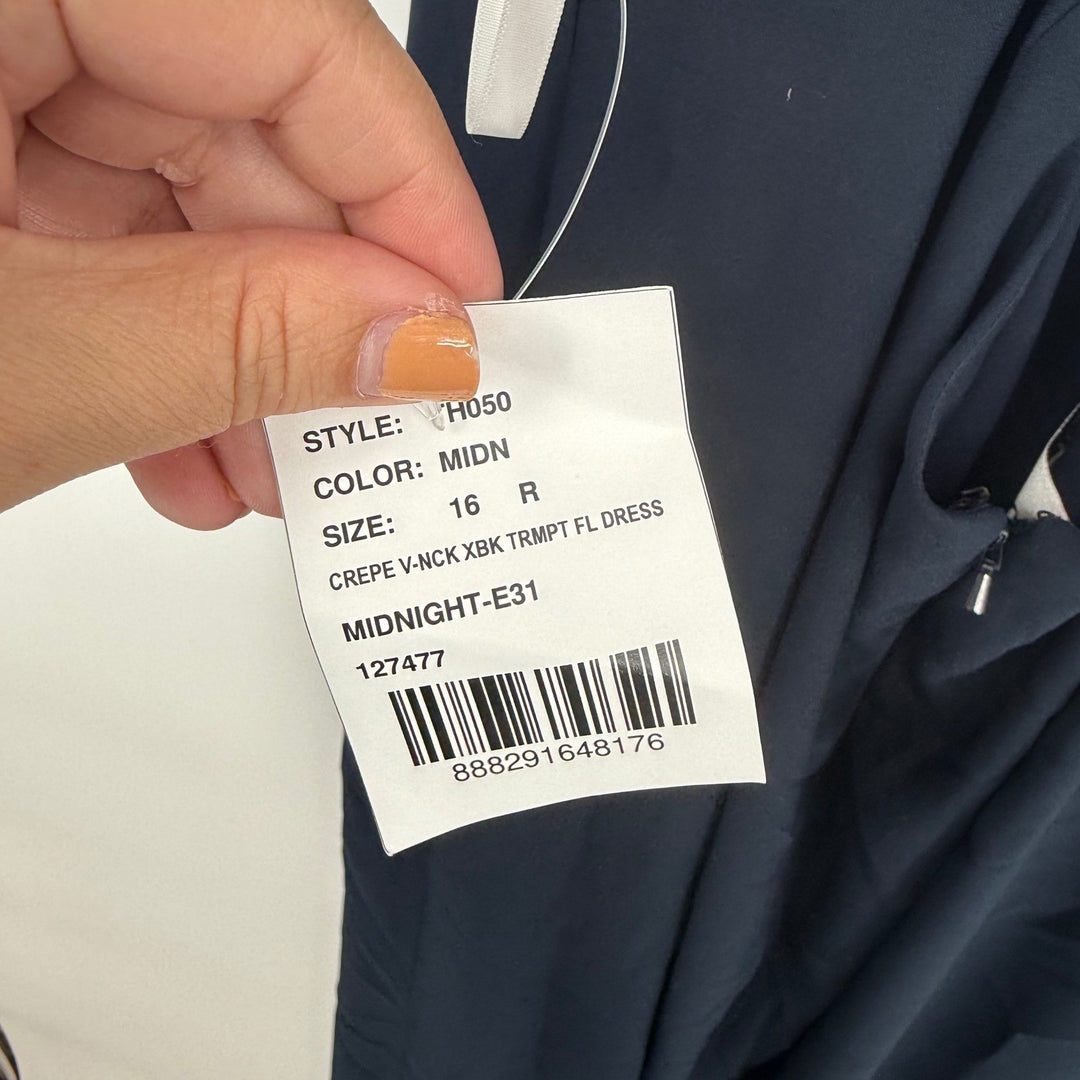 STYLE: H050
COLOR: MIDN
SIZE: 16 R
CREPE V-NCK XBK TRMPT FL DRESS
MIDNIGHT-E31
127477
888291648176